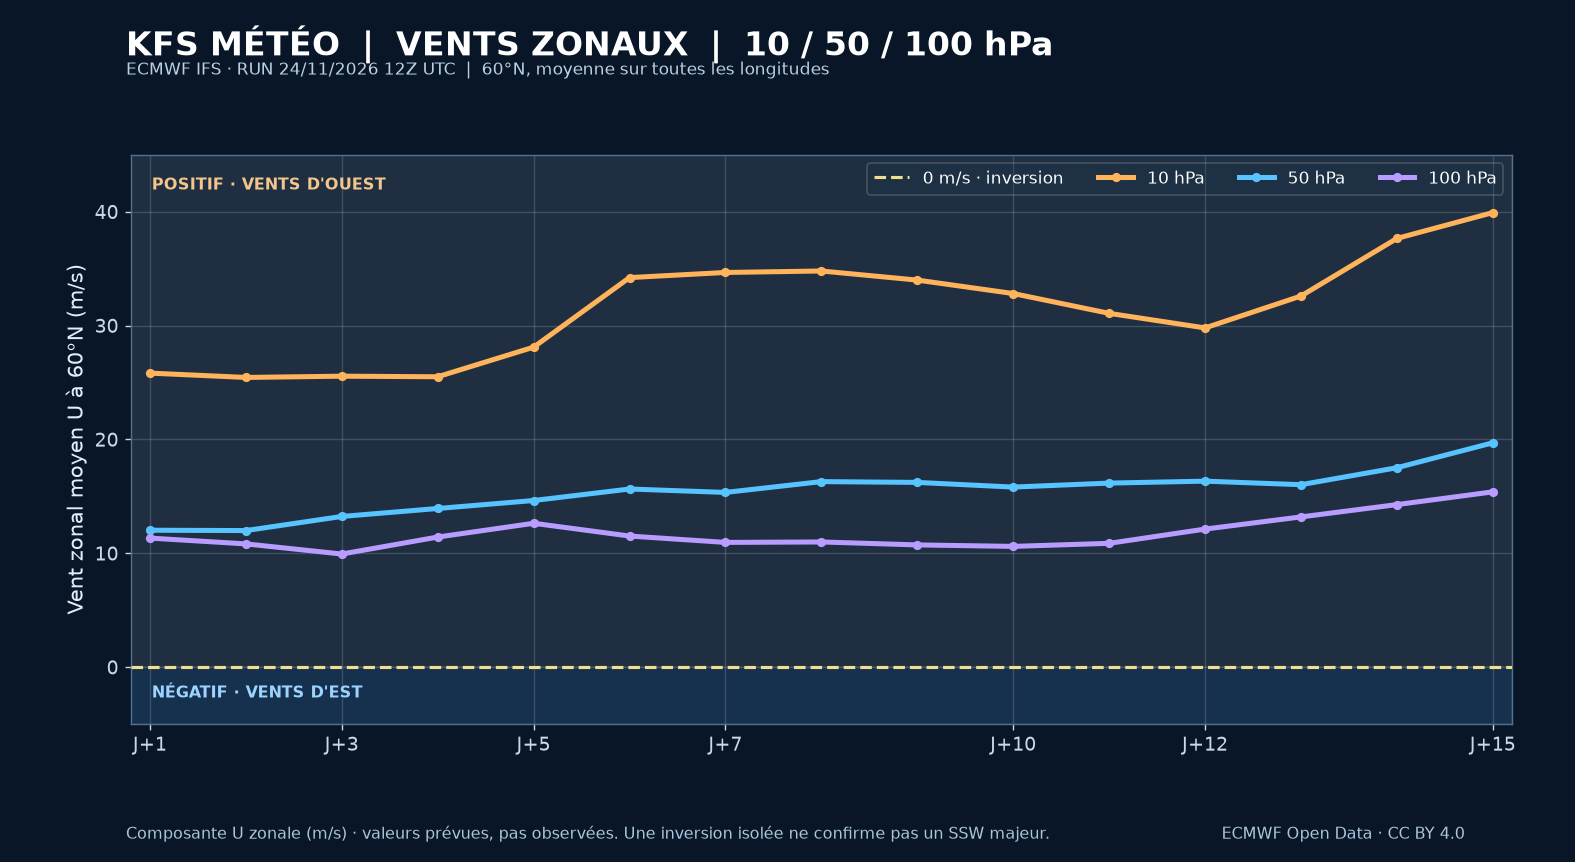 KFS MÉTÉO | VENTS ZONAUX | 10 / 50 / 100 hPa
ECMWF IFS · RUN 24/11/2026 12Z UTC | 60°N, moyenne sur toutes les longitudes
POSITIF · VENTS D'OUEST
0 m/s · inversion
10 hPa
50 hPa
100 hPa
Vent zonal moyen U à 60°N (m/s)
40
30
20
10
0
NÉGATIF · VENTS D'EST
J+1
J+3
J+5
J+7
J+10
J+12
J+15
Composante U zonale (m/s) · valeurs prévues, pas observées. Une inversion isolée ne confirme pas un SSW majeur.
ECMWF Open Data · CC BY 4.0